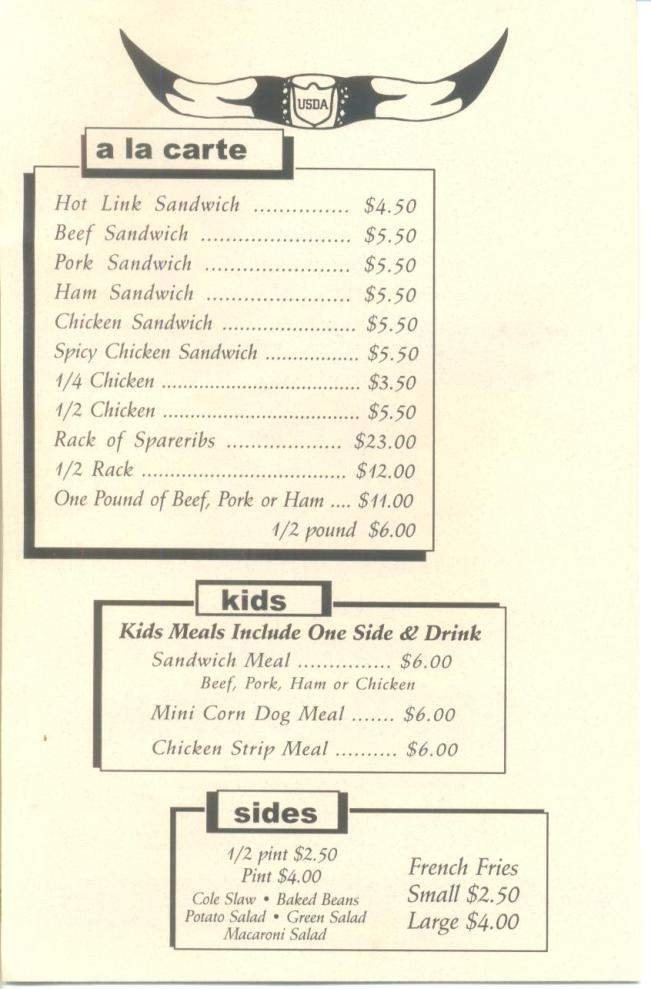 USDA
a la carte
Hot Link Sandwich ............... $4.50
Beef Sandwich ....................... $5.50
Pork Sandwich ...................... $5.50
Ham Sandwich ...................... $5.50
Chicken Sandwich ..................... $5.50
Spicy Chicken Sandwich ................ $5.50
1/4 Chicken .................................... $3.50
1/2 Chicken .................................... $5.50
Rack of Spareribs .................. $23.00
1/2 Rack .................................. $12.00
One Pound of Beef, Pork or Ham .... $11.00
1/2 pound $6.00
kids
Kids Meals Include One Side & Drink
Sandwich Meal ............... $6.00
Beef, Pork, Ham or Chicken
Mini Corn Dog Meal ....... $6.00
Chicken Strip Meal .......... $6.00
sides
1/2 pint $2.50
Pint $4.00
Cole Slaw • Baked Beans
Potato Salad • Green Salad
Macaroni Salad
French Fries
Small $2.50
Large $4.00